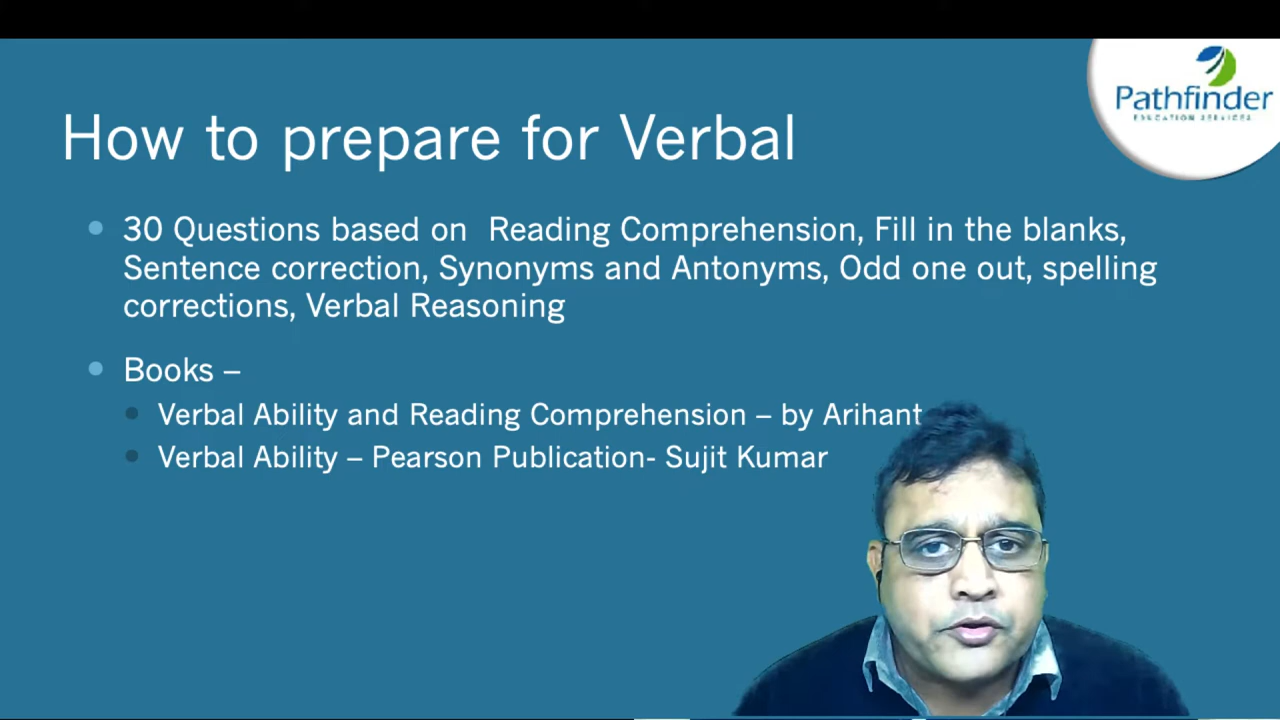 Pathfinder
EDUCATION SERVICES
How to prepare for Verbal
30 Questions based on Reading Comprehension, Fill in the blanks,
Sentence correction, Synonyms and Antonyms, Odd one out, spelling
corrections, Verbal Reasoning
Books –
Verbal Ability and Reading Comprehension – by Arihant
Verbal Ability – Pearson Publication- Sujit Kumar